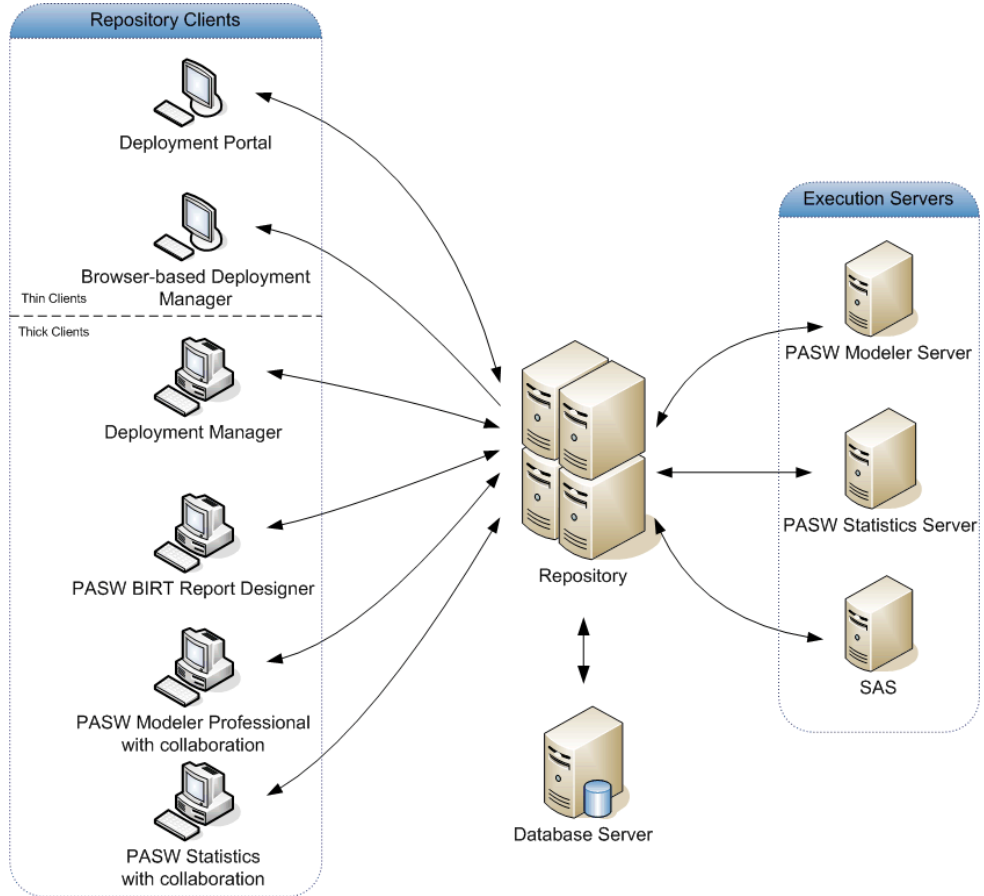 Repository Clients
Deployment Portal
Browser-based Deployment
Manager
Thin Clients
Thick Clients
Deployment Manager
PASW BIRT Report Designer
PASW Modeler Professional
with collaboration
PASW Statistics
with collaboration
Repository
Database Server
Execution Servers
PASW Modeler Server
PASW Statistics Server
SAS